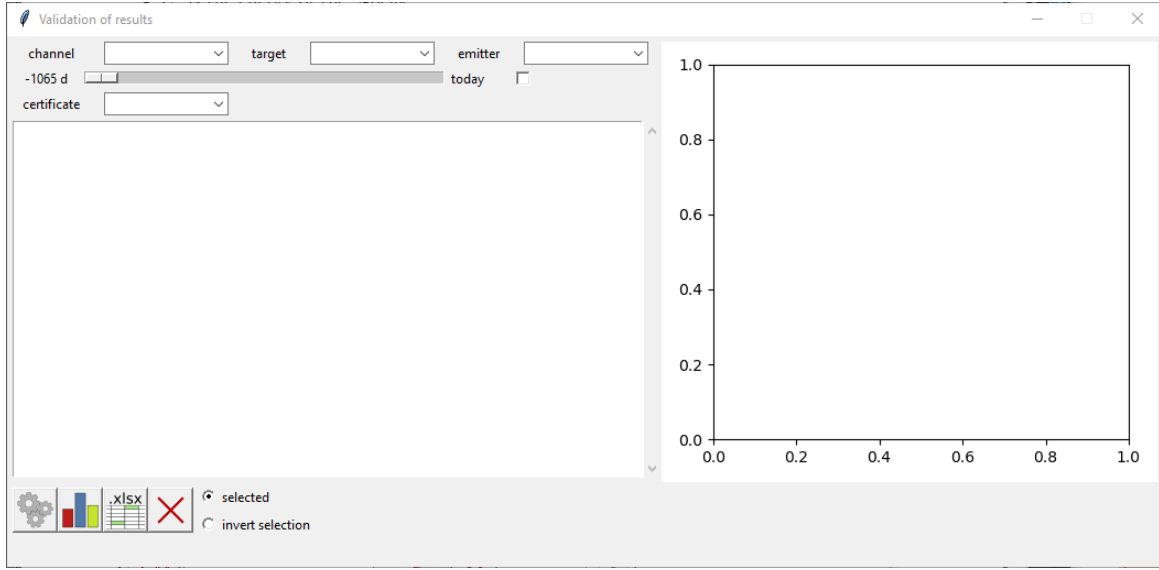 Validation of results
channel target emitter
-1065 d today
certificate
1.0
0.8
0.6
0.4
0.2
0.0
0.0 0.2 0.4 0.6 0.8 1.0
.xlsx
selected
invert selection